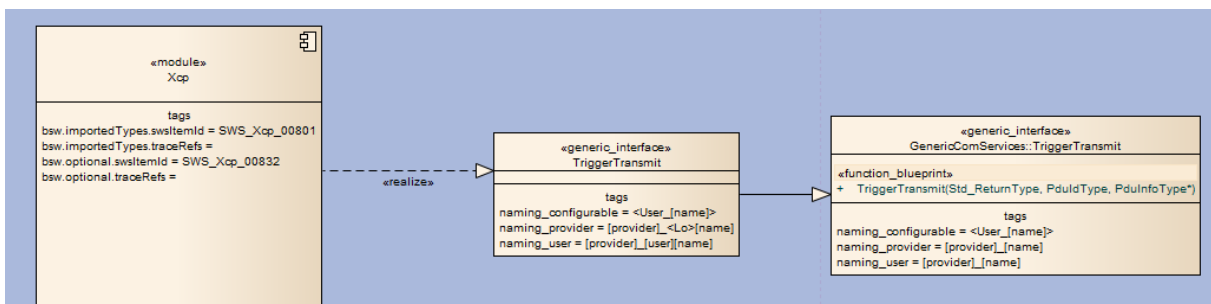 «module»
Xcp
tags
bsw.importedTypes.swsItemId = SWS_Xcp_00801
bsw.importedTypes.traceRefs =
bsw.optional.swsItemId = SWS_Xcp_00832
bsw.optional.traceRefs =
«realize»
«generic_interface»
TriggerTransmit
tags
naming_configurable = <User_[name]>
naming_provider = [provider]_<Lo>[name]
naming_user = [provider]_[user][name]
«generic_interface»
GenericComServices::TriggerTransmit
«function_blueprint»
+ TriggerTransmit(Std_ReturnType, PduIdType, PduInfoType*)
tags
naming_configurable = <User_[name]>
naming_provider = [provider]_[name]
naming_user = [provider]_[name]